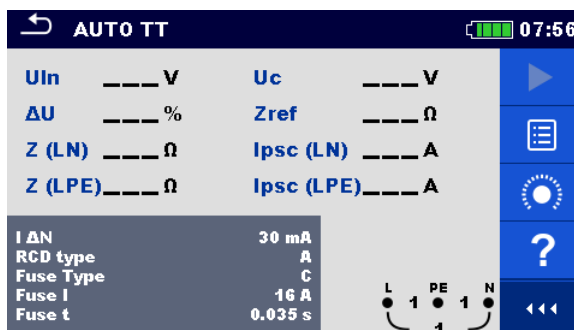 AUTO TT 07:56
Uln ___V Uc ___V
ΔU ___% Zref ___Ω
Z (LN) ___Ω Ipsc (LN) ___A
Z (LPE)___Ω Ipsc (LPE)___A
I ΔN 30 mA
RCD type A
Fuse Type C
Fuse I 16 A
Fuse t 0.035 s
L PE N
1 1
1
?